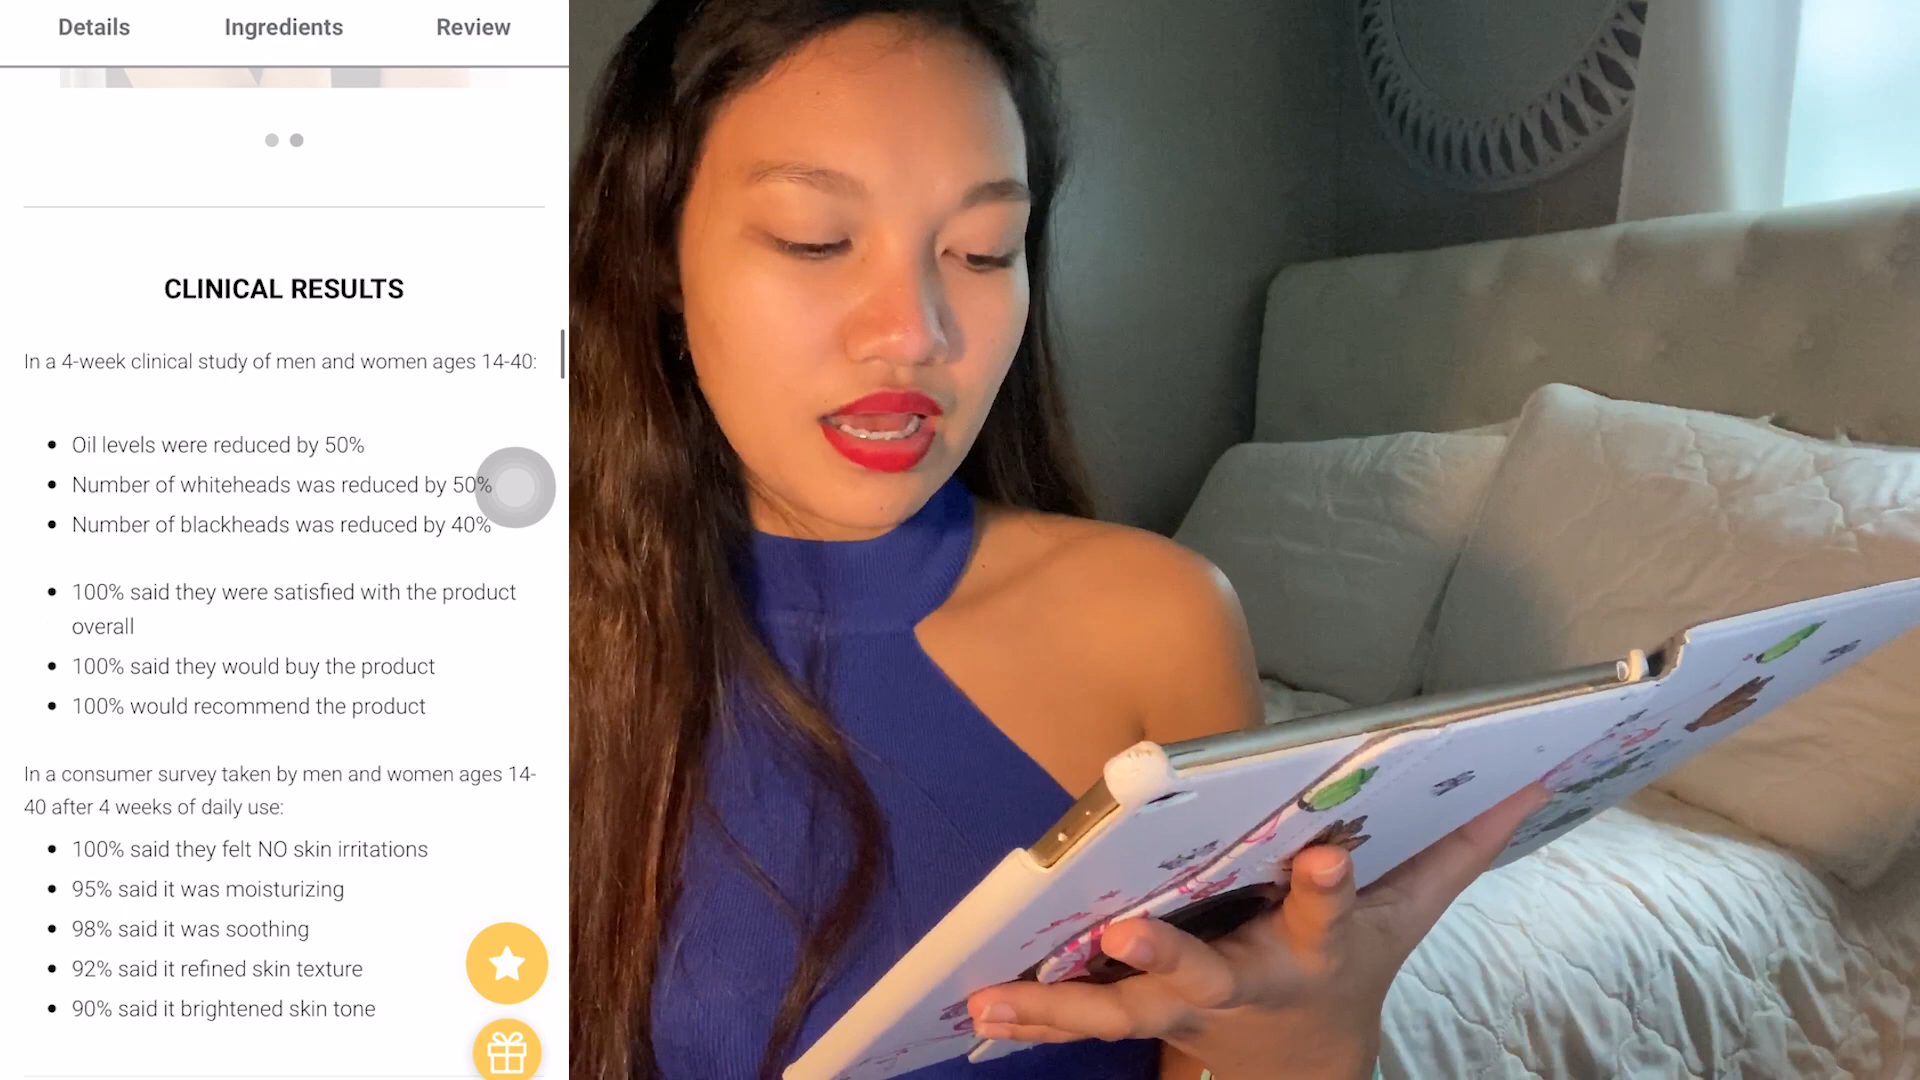 Details Ingredients Review
CLINICAL RESULTS
In a 4-week clinical study of men and women ages 14-40:
Oil levels were reduced by 50%
Number of whiteheads was reduced by 50%
Number of blackheads was reduced by 40%
100% said they were satisfied with the product
overall
100% said they would buy the product
100% would recommend the product
In a consumer survey taken by men and women ages 14-
40 after 4 weeks of daily use:
100% said they felt NO skin irritations
95% said it was moisturizing
98% said it was soothing
92% said it refined skin texture
90% said it brightened skin tone